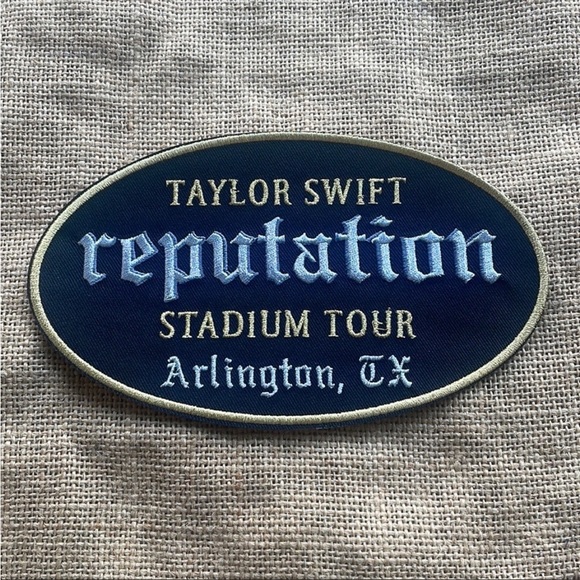 TAYLOR SWIFT
reputation
STADIUM TOUR
Arlington, TX